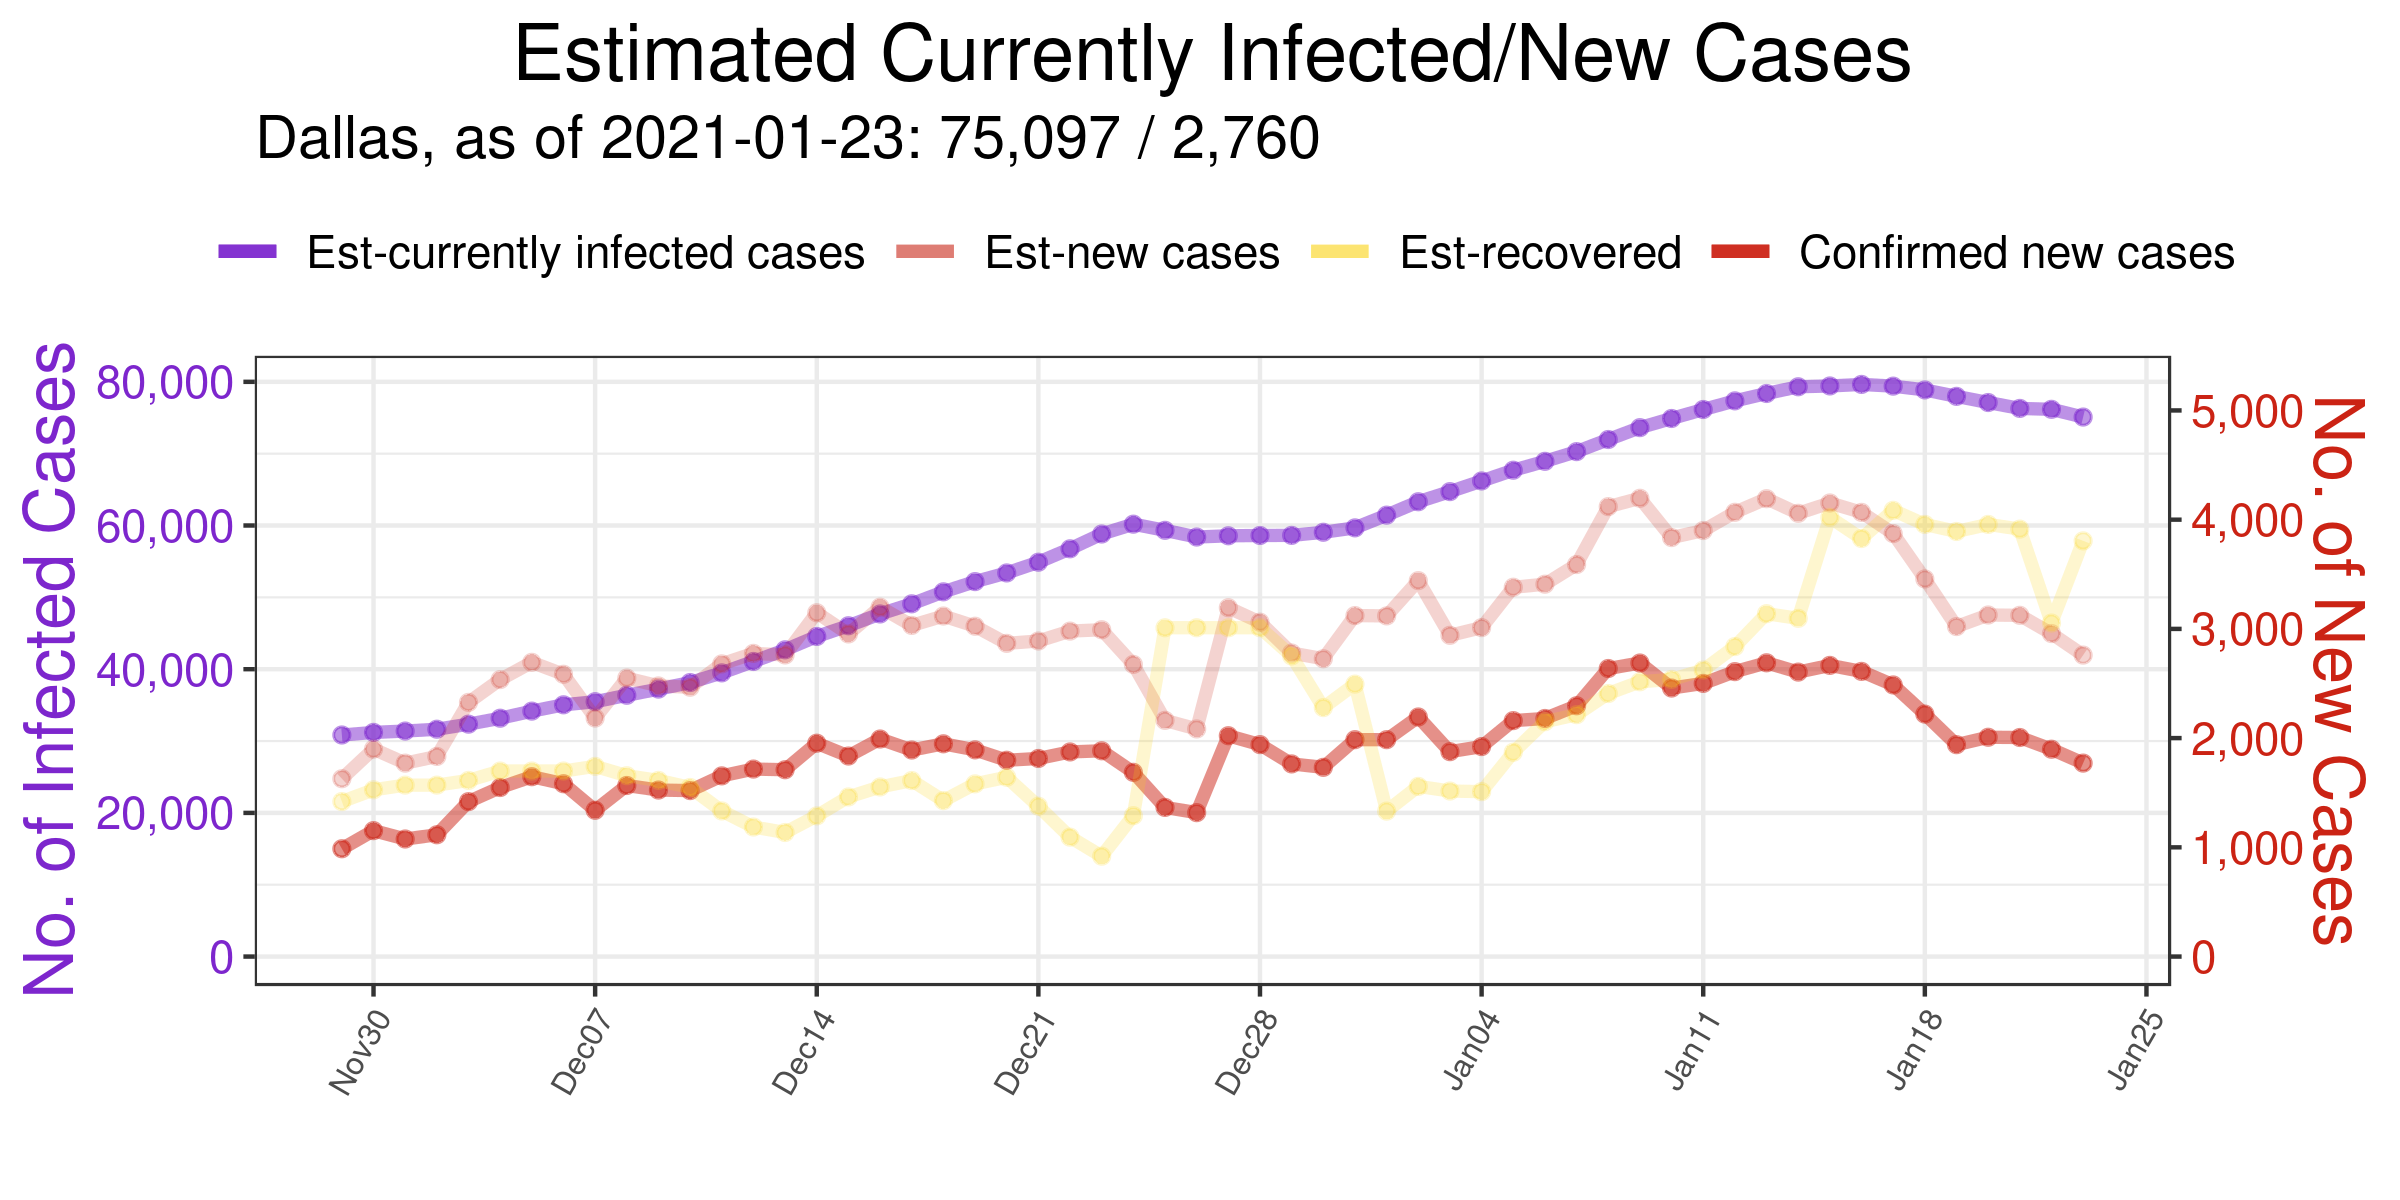 Estimated Currently Infected/New Cases
Dallas, as of 2021-01-23: 75,097 / 2,760
Est-currently infected cases Est-new cases Est-recovered Confirmed new cases
No. of Infected Cases
80,000
60,000
40,000
20,000
0
5,000
4,000
3,000
2,000
1,000
0
No. of New Cases
Nov30 Dec07 Dec14 Dec21 Dec28 Jan04 Jan11 Jan18 Jan25